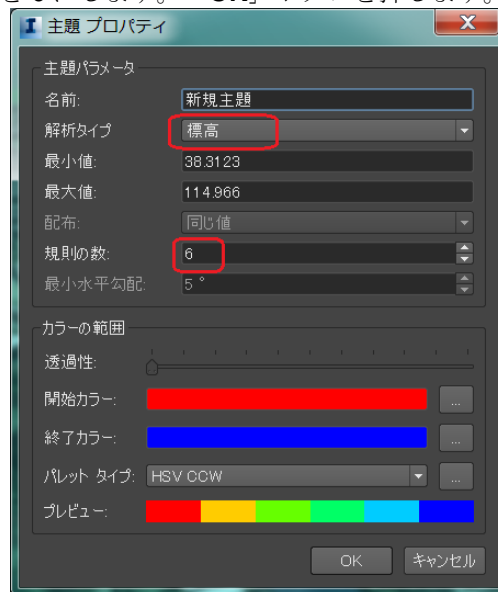 主題 プロパティ
主題パラメータ
名前: 新規主題
解析タイプ 標高
最小値: 38.3123
最大値: 114.966
配布: 同じ値
規則の数: 6
最小水平勾配: 5 °
カラーの範囲
透過性:
開始カラー: ...
終了カラー: ...
パレット タイプ: HSV CCW ...
プレビュー:
OK キャンセル